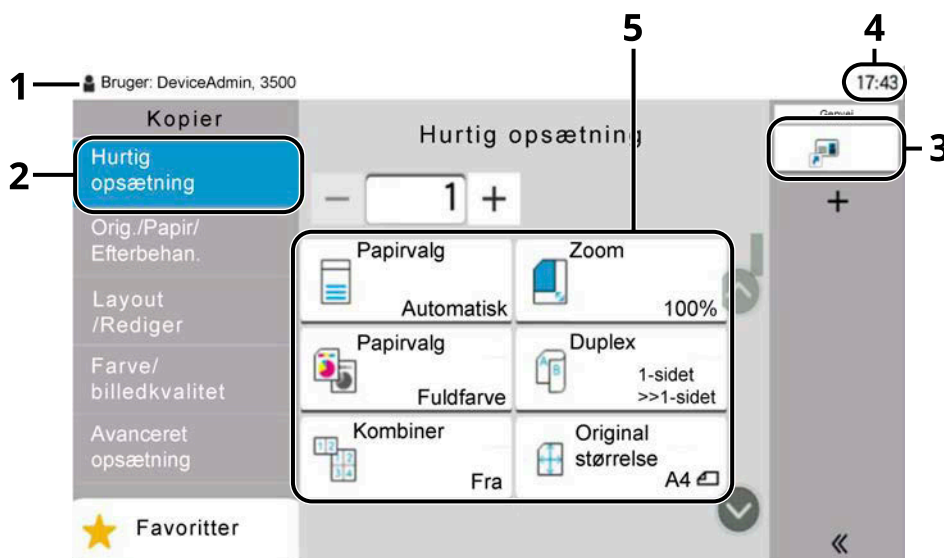 5
4
1
Bruger: DeviceAdmin, 3500
17:43
Kopier
Hurtig opsætning
Genvej
3
2
Hurtig
opsætning
1
Orig./Papir/
Efterbehan.
Papirvalg
Automatisk
Zoom
100%
Layout
/Rediger
Papirvalg
Fuldfarve
Duplex
1-sidet
>>1-sidet
Farve/
billedkvalitet
Kombiner
Fra
Original
størrelse
A4
Avanceret
opsætning
Favoritter